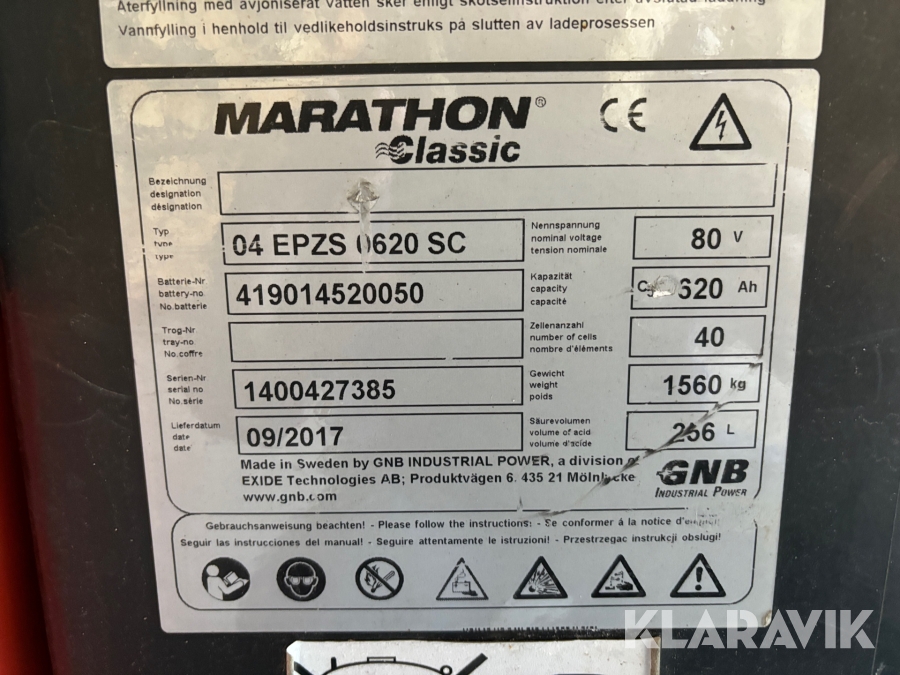 Återfyllning med avjoniserat vatten sker enligt skötselinstruktion efter avslutad laddning
Vannfylling i henhold til vedlikeholdsinstruks på slutten av ladeprosessen
MARATHON®
Classic
CE
Bezeichnung
designation
désignation
Typ
type
type
04 EPZS 0620 SC
Nennspannung
nominal voltage
tension nominale
80 V
Batterie-Nr
battery-no.
No.batterie
419014520050
Kapazität
capacity
capacité
620 Ah
Trog-Nr
tray-no.
No.coffre
Zellenanzahl
number of cells
nombre d'éléments
40
Serien-Nr
serial no
No.série
1400427385
Gewicht
weight
poids
1560 kg
Lieferdatum
date
date
09/2017
Säurevolumen
volume of acid
volume d'acide
266 L
Made in Sweden by GNB INDUSTRIAL POWER, a division of
EXIDE Technologies AB; Produktvägen 6. 435 21 Mölnlycke
www.gnb.com
GNB
INDUSTRIAL POWER
Gebrauchsanweisung beachten! - Please follow the instructions! - Se conformer à la notice d'emploi!
Seguir las instrucciones del manual! - Seguire attentamente le istruzioni! - Przestrzegac instrukcji obslugi!
KLARAVIK